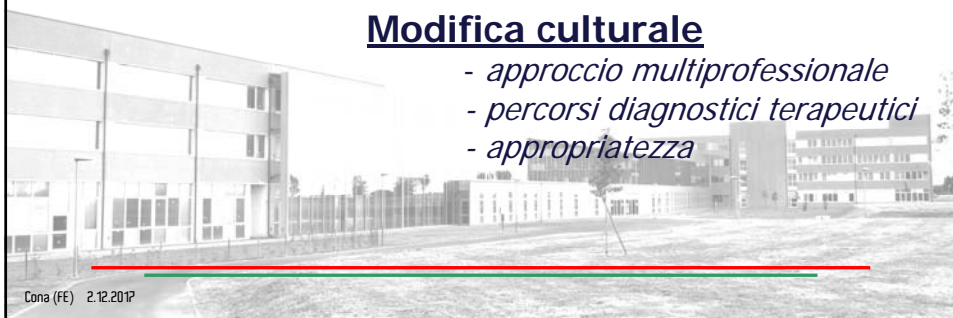 Modifica culturale
- approccio multiprofessionale
- percorsi diagnostici terapeutici
- appropriatezza
Cona (FE) 2.12.2017